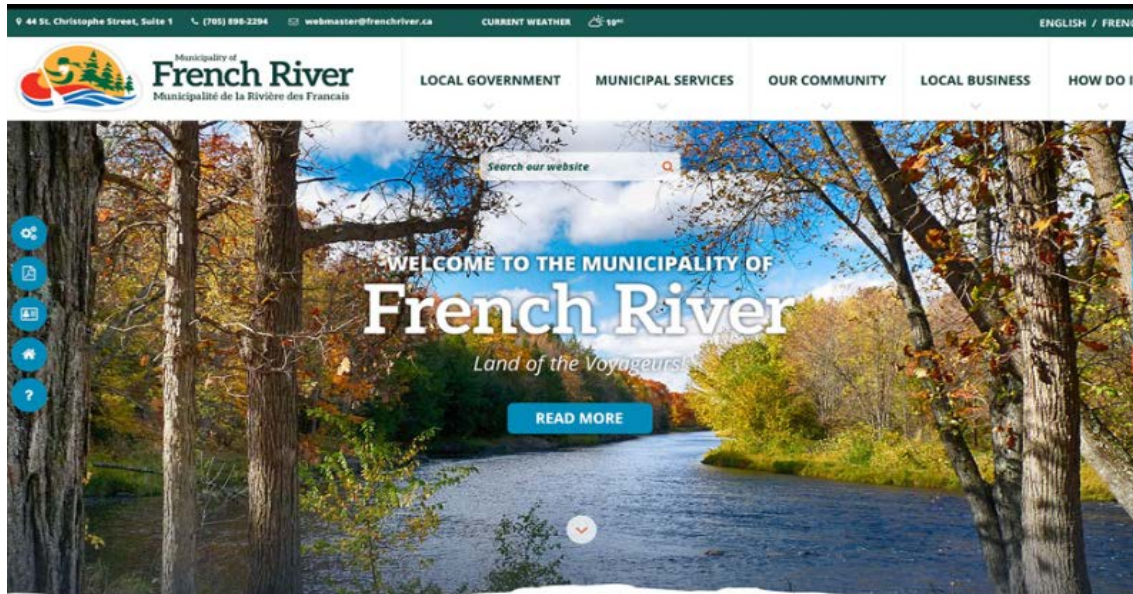 44 St. Christophe Street, Suite 1 (705) 898-2294 webmaster@frenchriver.ca CURRENT WEATHER 10°C ENGLISH / FRENC
Municipality of
French River
Municipalité de la Rivière des Francais
LOCAL GOVERNMENT MUNICIPAL SERVICES OUR COMMUNITY LOCAL BUSINESS HOW DO I
Search our website
WELCOME TO THE MUNICIPALITY OF
French River
Land of the Voyageurs!
READ MORE
?